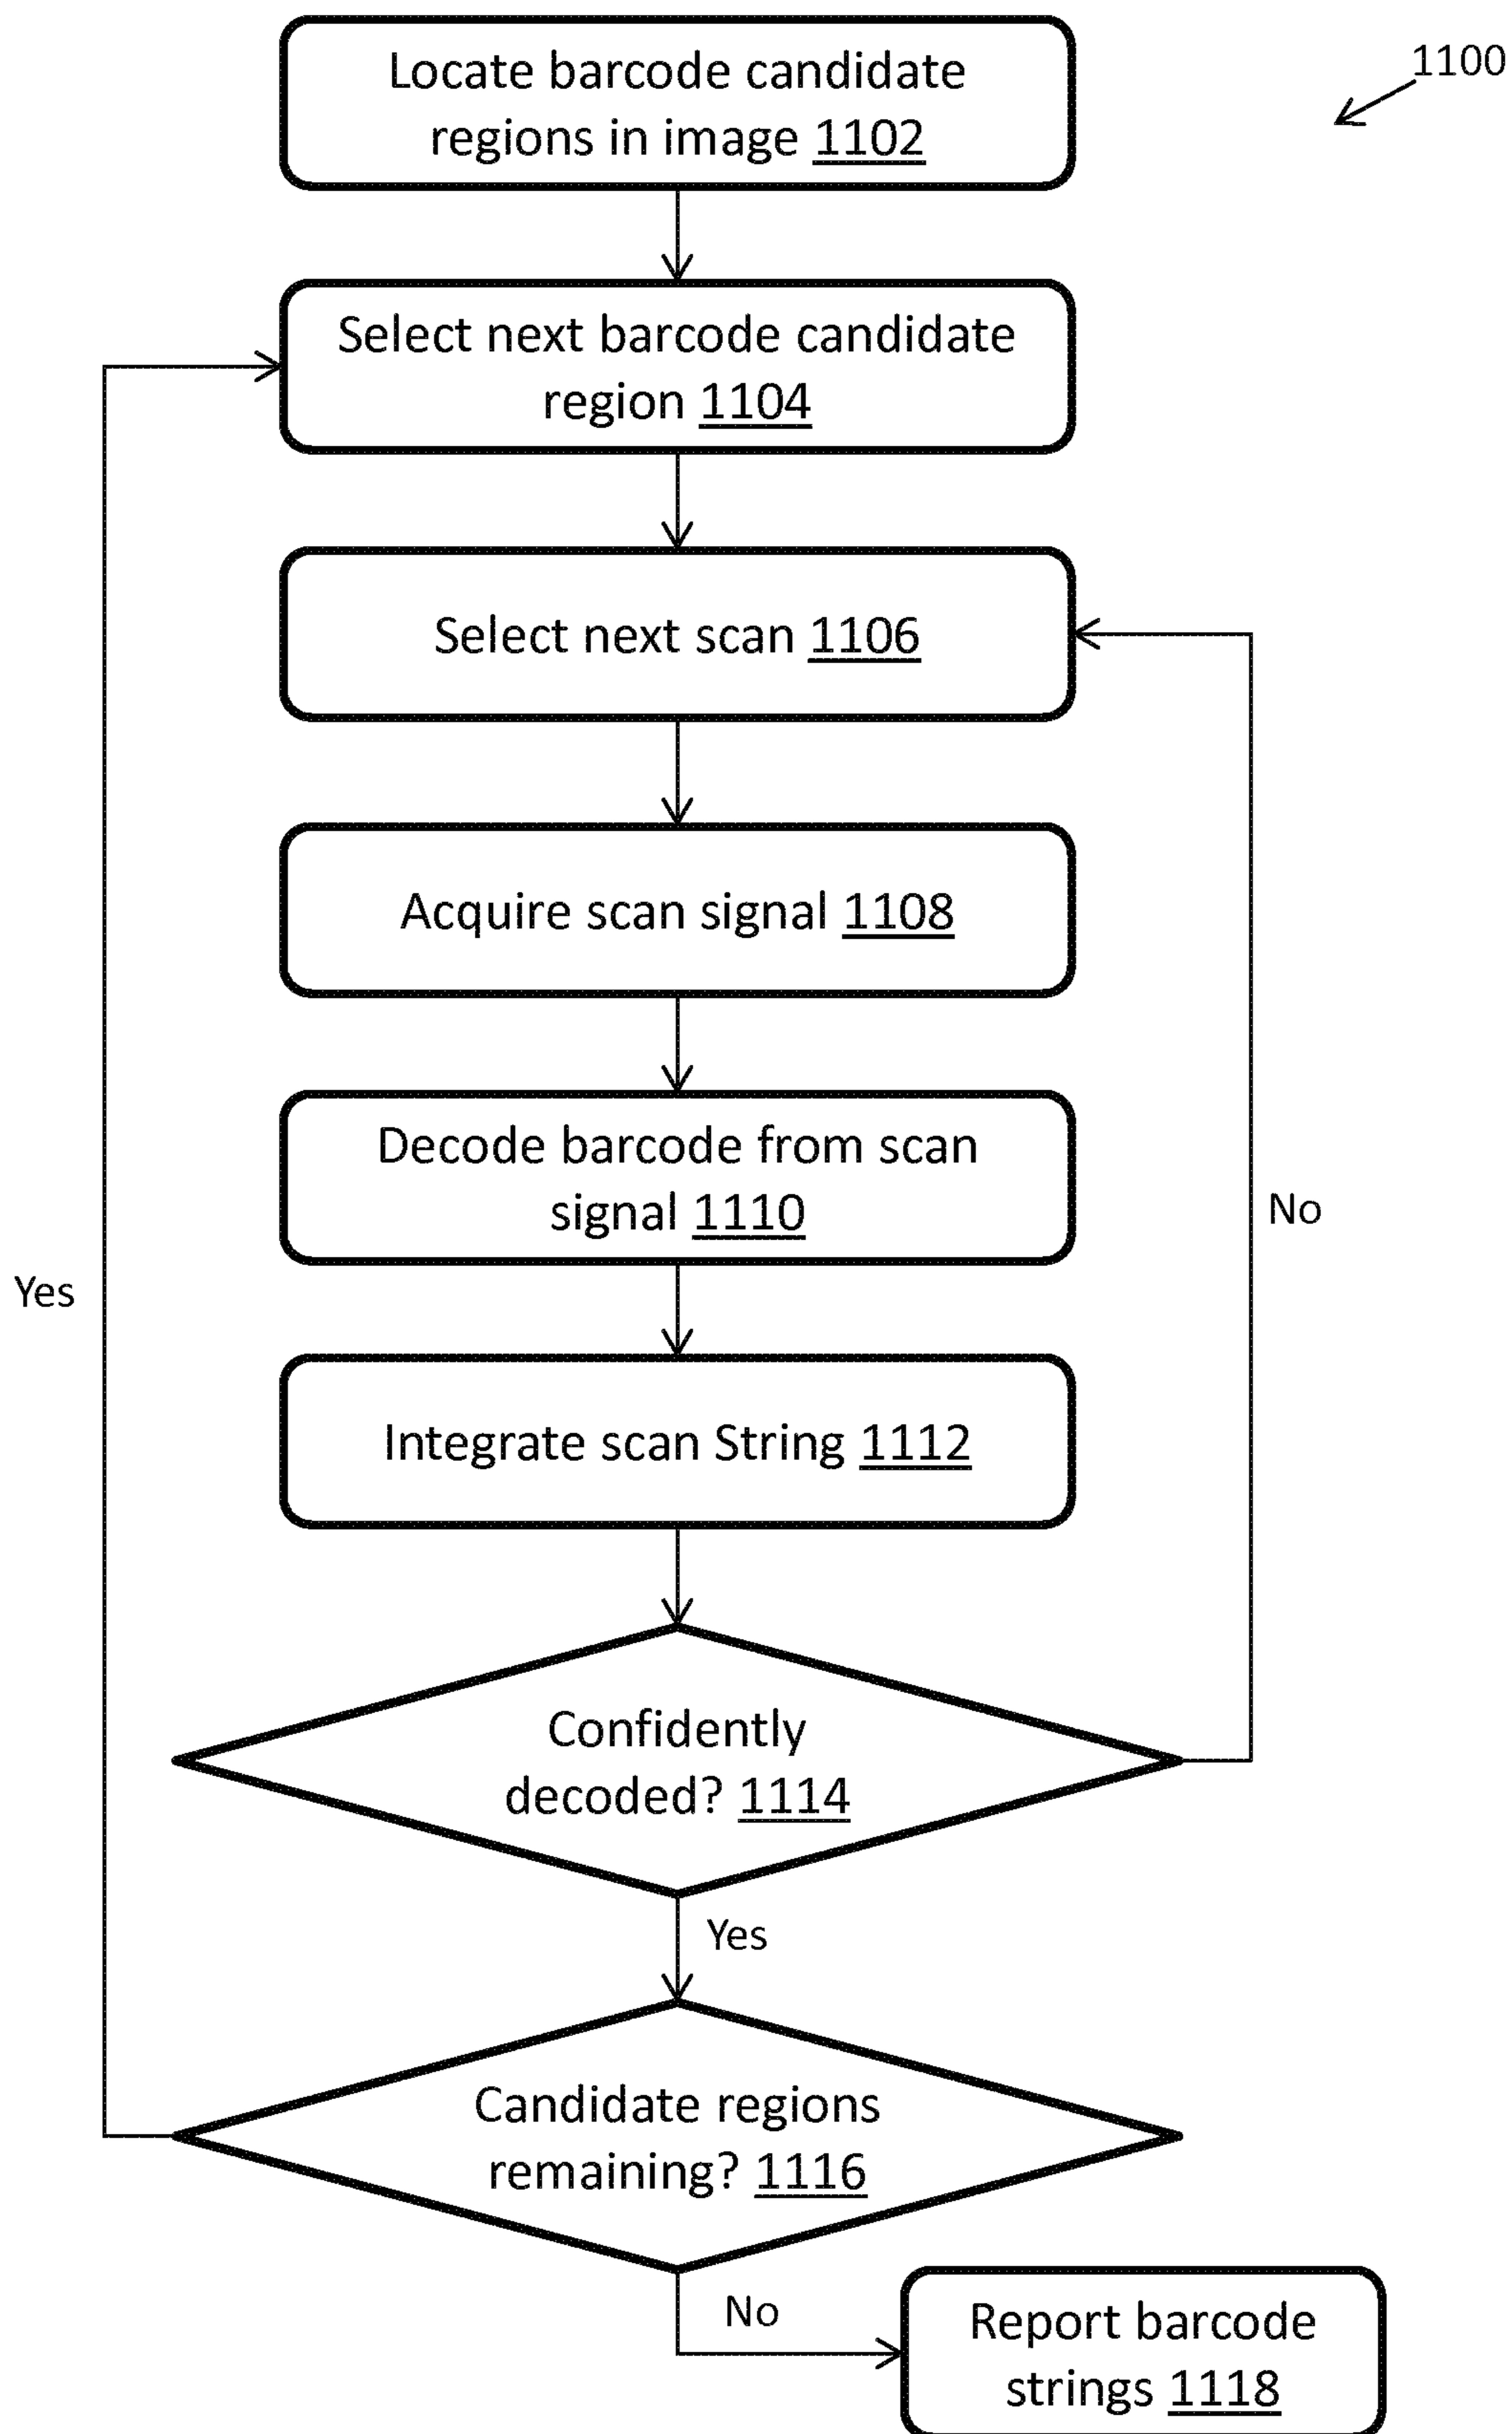 1100
Locate barcode candidate
regions in image 1102
Select next barcode candidate
region 1104
Select next scan 1106
Acquire scan signal 1108
Decode barcode from scan
signal 1110
No
Yes
Integrate scan String 1112
Confidently
decoded? 1114
Yes
Candidate regions
remaining? 1116
No
Report barcode
strings 1118